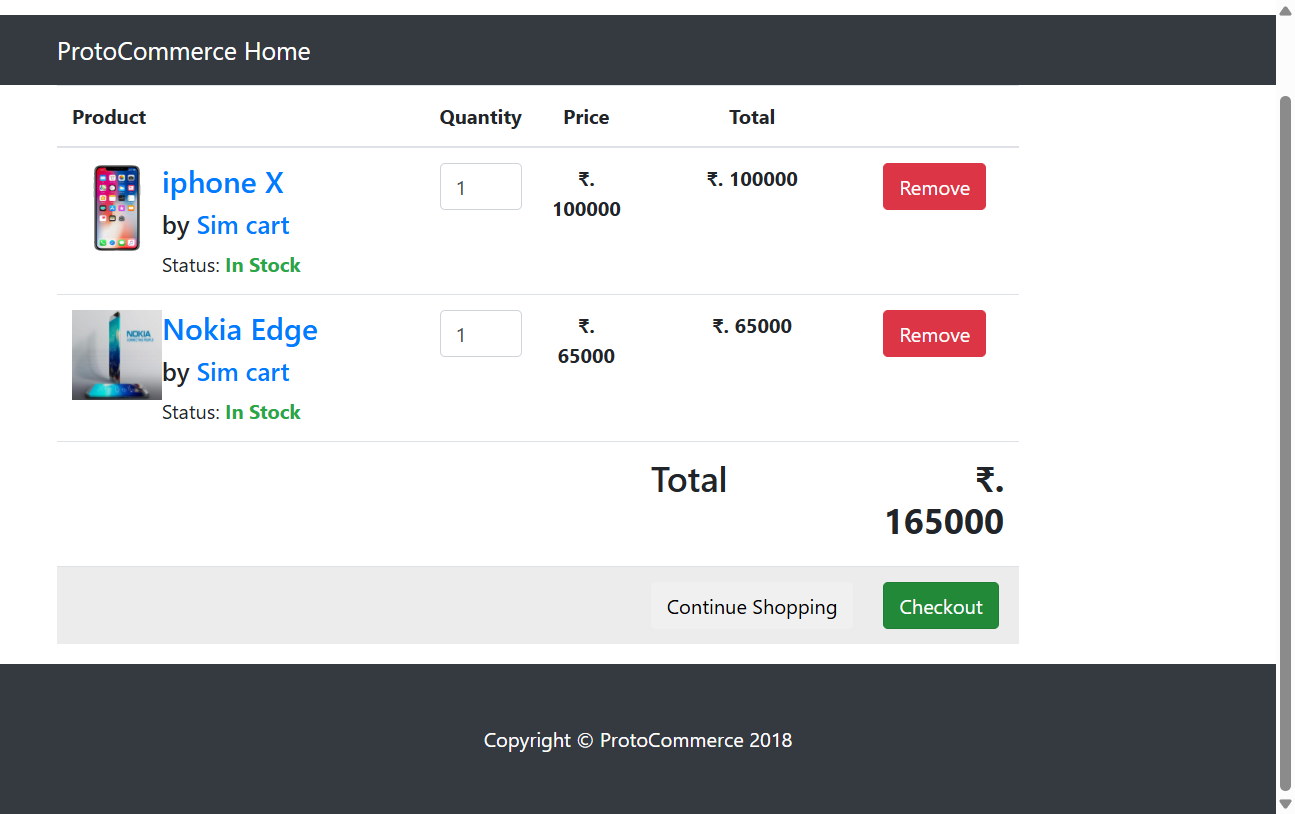 ProtoCommerce Home
Product Quantity Price Total
iphone X 1 ₹. ₹. 100000 Remove
100000
by Sim cart
Status: In Stock
NOKIA
Nokia Edge 1 ₹. ₹. 65000 Remove
65000
by Sim cart
Status: In Stock
Total ₹.
165000
Continue Shopping Checkout
Copyright © ProtoCommerce 2018